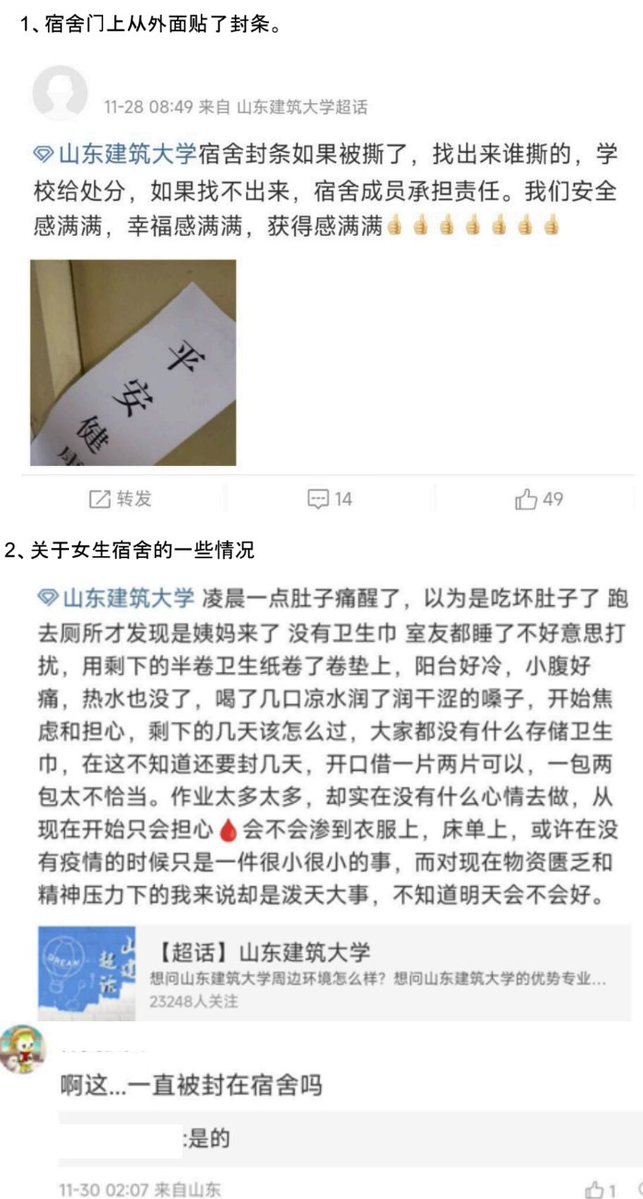 1、宿舍门上从外面贴了封条。
11-28 08:49 来自 山东建筑大学超话
山东建筑大学宿舍封条如果被撕了，找出来谁撕的，学
校给处分，如果找不出来，宿舍成员承担责任。我们安全
感满满，幸福感满满，获得感满满👍👍👍👍👍👍👍
平
安
健
康
转发
14
49
2、关于女生宿舍的一些情况
山东建筑大学 凌晨一点肚子痛醒了，以为是吃坏肚子了 跑
去厕所才发现是姨妈来了 没有卫生巾 室友都睡了不好意思打
扰，用剩下的半卷卫生纸卷了卷垫上，阳台好冷，小腹好
痛，热水也没了，喝了几口凉水润了润干涩的嗓子，开始焦
虑和担心，剩下的几天该怎么过，大家都没有什么存储卫生
巾，在这不知道还要封几天，开口借一片两片可以，一包两
包太不恰当。作业太多太多，却实在没有什么心情去做，从
现在开始只会担心🩸会不会渗到衣服上，床单上，或许在没
有疫情的时候只是一件很小很小的事，而对现在物资匮乏和
精神压力下的我来说却是泼天大事，不知道明天会不会好。
DREAM
山建
超话
【超话】山东建筑大学
想问山东建筑大学周边环境怎么样？想问山东建筑大学的优势专业...
23248人关注
啊这...一直被封在宿舍吗
:是的
11-30 02:07 来自山东
1